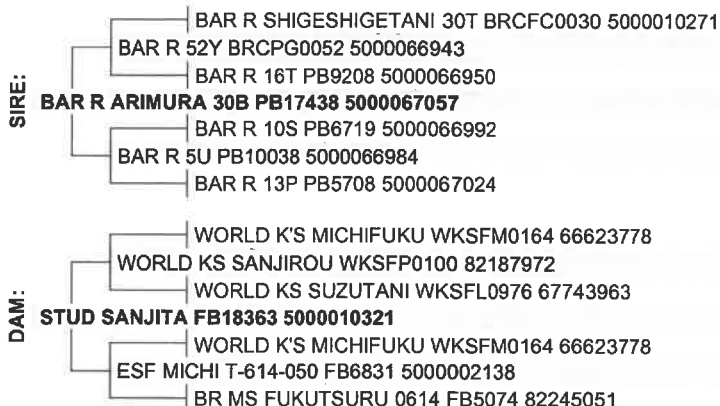 SIRE:
BAR R SHIGESHIGETANI 30T BRCFC0030 5000010271
BAR R 52Y BRCPG0052 5000066943
BAR R 16T PB9208 5000066950
BAR R ARIMURA 30B PB17438 5000067057
BAR R 10S PB6719 5000066992
BAR R 5U PB10038 5000066984
BAR R 13P PB5708 5000067024
DAM:
WORLD K'S MICHIFUKU WKSFM0164 66623778
WORLD KS SANJIROU WKSFP0100 82187972
WORLD KS SUZUTANI WKSFL0976 67743963
STUD SANJITA FB18363 5000010321
WORLD K'S MICHIFUKU WKSFM0164 66623778
ESF MICHI T-614-050 FB6831 5000002138
BR MS FUKUTSURU 0614 FB5074 82245051